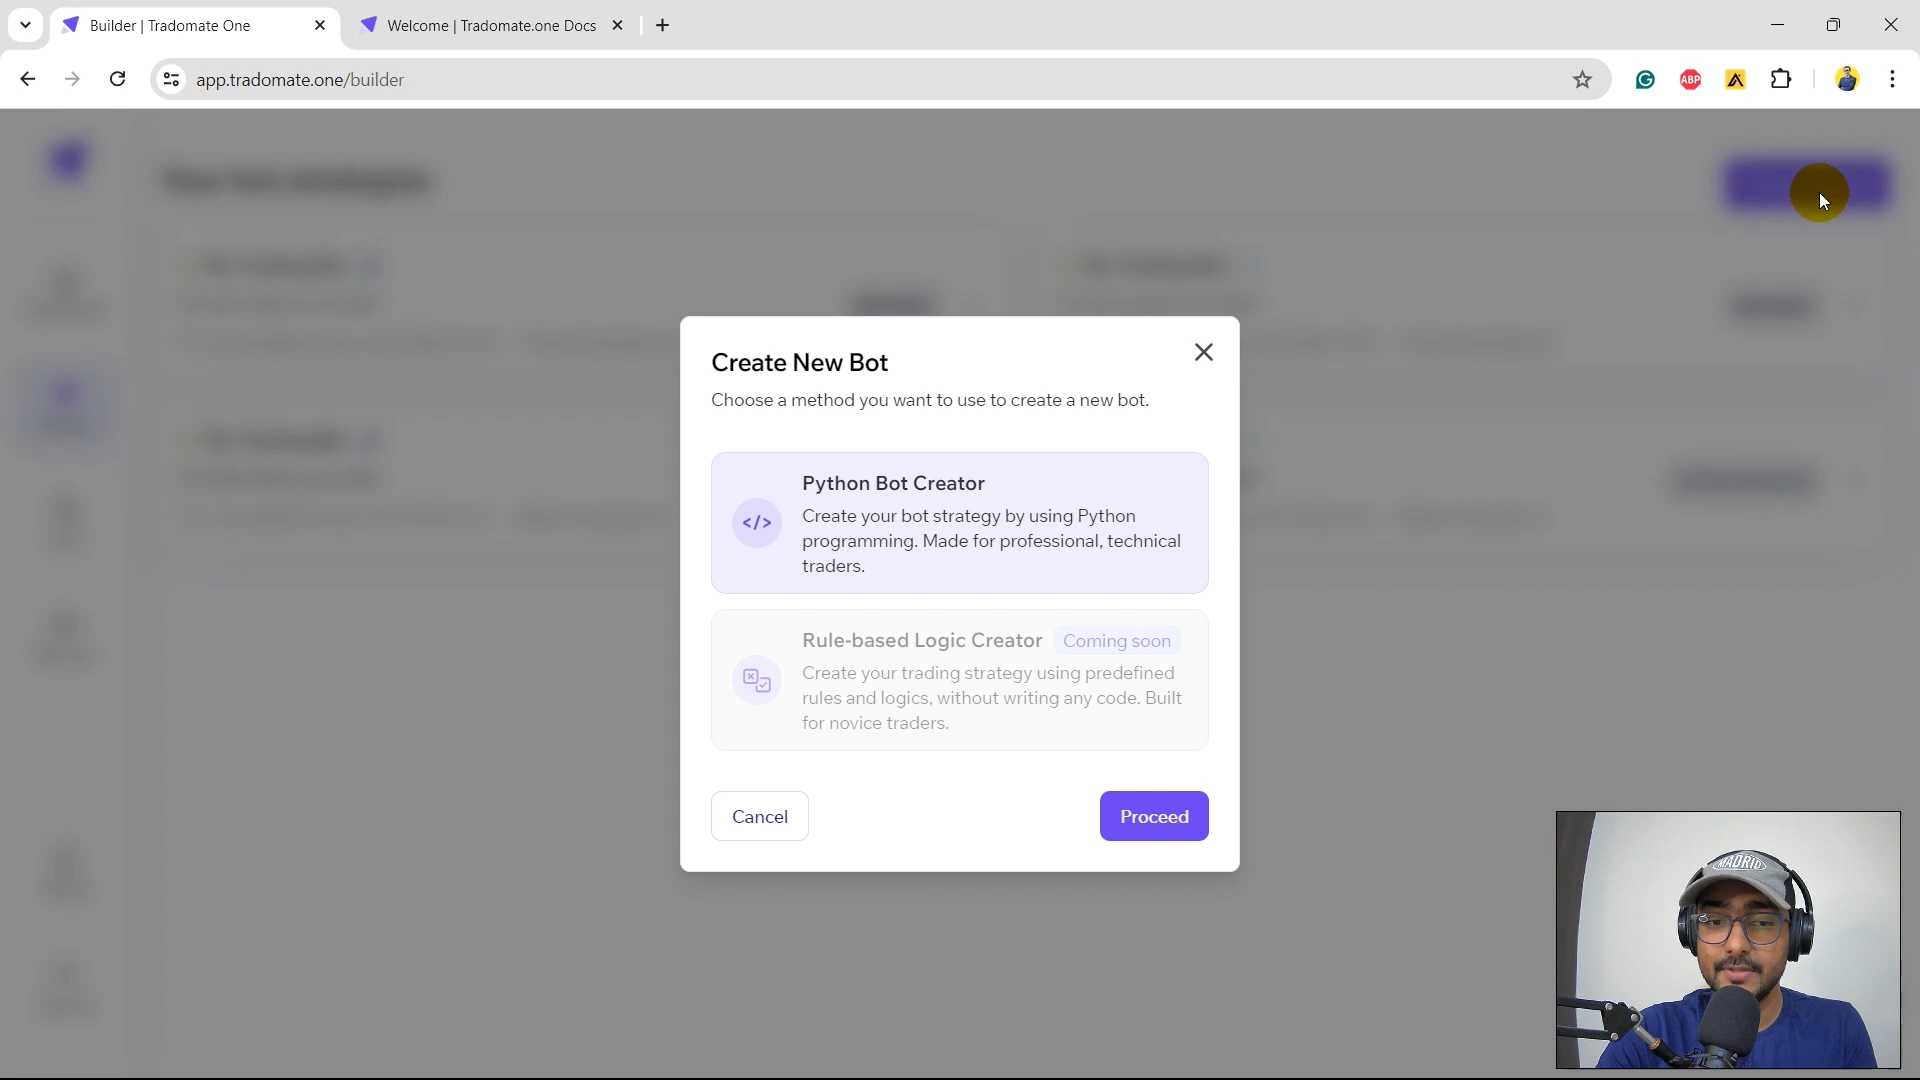 Builder | Tradomate One
Welcome | Tradomate.one Docs
app.tradomate.one/builder
ABP
Create New Bot
Choose a method you want to use to create a new bot.
Python Bot Creator
</>
Create your bot strategy by using Python
programming. Made for professional, technical
traders.
Rule-based Logic Creator Coming soon
Create your trading strategy using predefined
rules and logics, without writing any code. Built
for novice traders.
Cancel
Proceed
MADRID